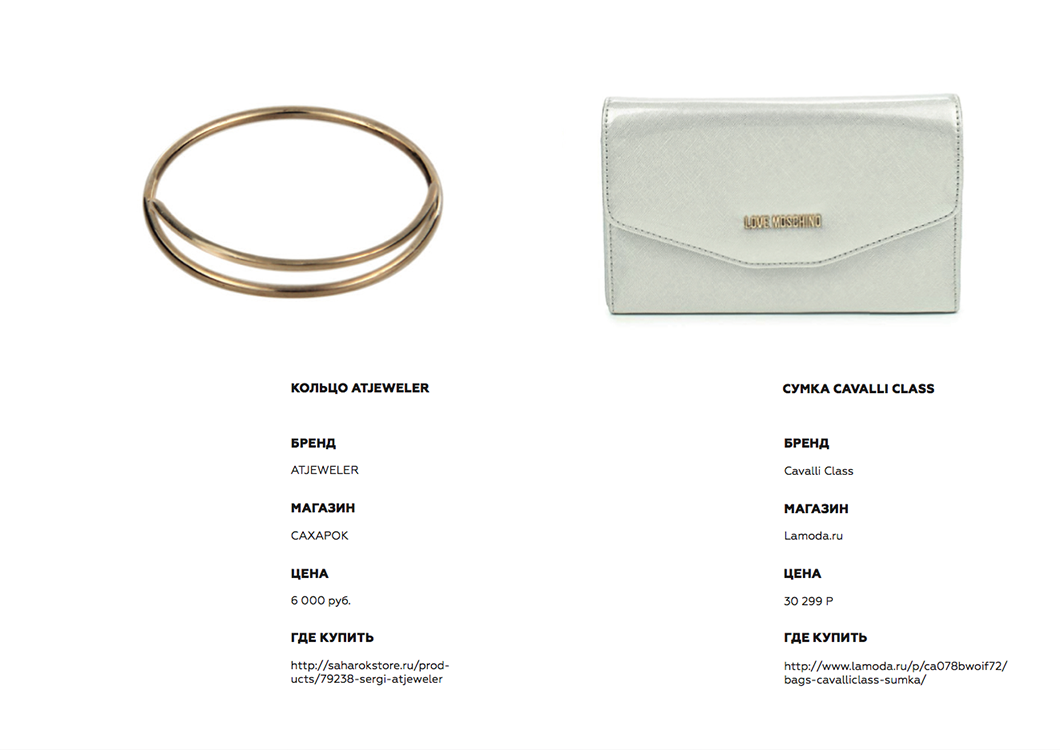 LOVE MOSCHINO
КОЛЬЦО ATJEWELER
БРЕНД
ATJEWELER
МАГАЗИН
САХАРОК
ЦЕНА
6 000 руб.
ГДЕ КУПИТЬ
http://saharokstore.ru/prod-
ucts/79238-sergi-atjeweler
СУМКА CAVALLI CLASS
БРЕНД
Cavalli Class
МАГАЗИН
Lamoda.ru
ЦЕНА
30 299 Р
ГДЕ КУПИТЬ
http://www.lamoda.ru/p/ca078bwoif72/
bags-cavalliclass-sumka/